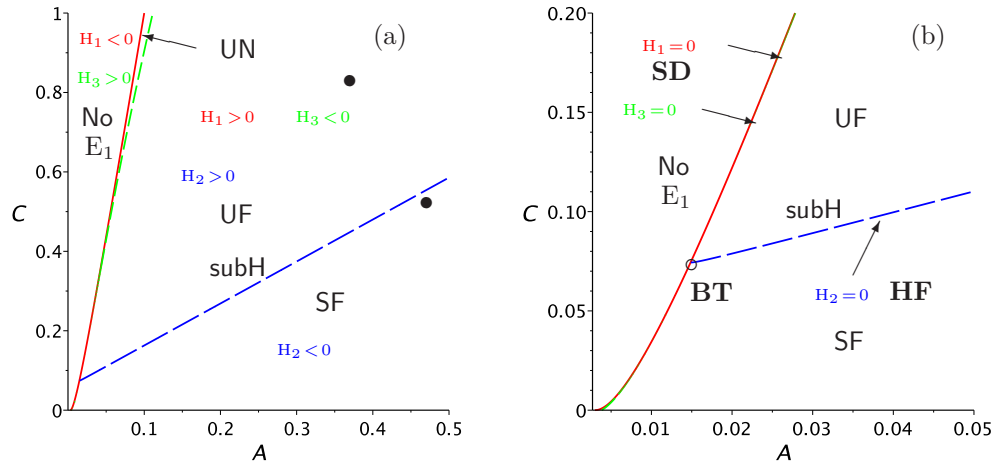 (a)
C
1
0.8
0.6
0.4
0.2
0
0.1
0.2
0.3
0.4
0.5
A
H₁<0
UN
H₃>0
No
E₁
H₁>0
H₃<0
H₂>0
UF
subH
SF
H₂<0
(b)
C
0.20
0.15
0.10
0.05
0
0.01
0.02
0.03
0.04
0.05
A
H₁=0
SD
H₃=0
UF
No
E₁
subH
BT
H₂=0
HF
SF